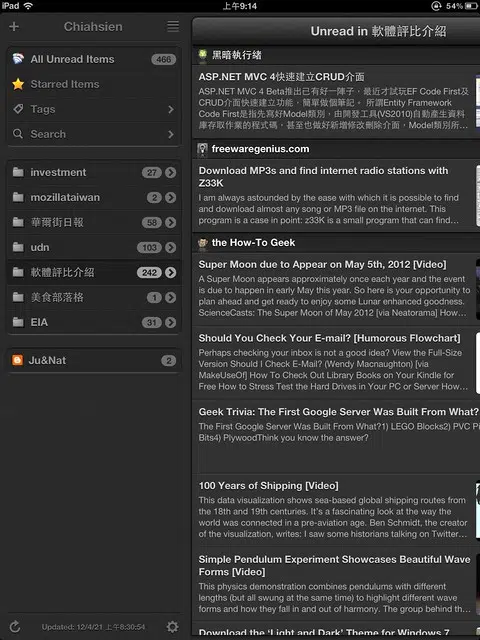 iPad
上午9:14
54%
Chiahsien
All Unread Items
466
Starred Items
Tags
Search
investment
27
mozillataiwan
2
華爾街日報
58
udn
103
軟體評比介紹
242
美食部落格
1
EIA
31
Ju&Nat
2
Updated: 12/4/21 上午8:30:54
Unread in 軟體評比介紹
黑暗執行緒
ASP.NET MVC 4快速建立CRUD介面
ASP.NET MVC 4 Beta推出已有好一陣子，最近才試玩EF Code First及
CRUD介面快速建立功能，簡單做個筆記。 所謂Entity Framework
Code First是指先寫好Model類別，由開發工具(VS2010)自動產生資料
庫存取作業的程式碼，甚至也做好新增修改刪除介面，Model類別所...
freewaregenius.com
Download MP3s and find internet radio stations with
Z33K
I am always astounded by the ease with which it is possible to find
and download almost any song or MP3 file on the internet. This
program is a case in point: z33K is a small program that can find...
the How-To Geek
Super Moon due to Appear on May 5th, 2012 [Video]
A Super Moon appears approximately once each year and the event
is due to happen in early May this year. So here is your opportunity to
plan ahead and get ready to enjoy some Lunar enhanced goodness.
ScienceCasts: The Super Moon of May 2012 [via Neatorama] How...
Should You Check Your E-mail? [Humorous Flowchart]
Perhaps checking your inbox is not a good idea? View the Full-Size
Version Should I Check E-Mail? (Wendy Macnaughton) [via
MakeUseOf] How To Check Out Library Books on Your Kindle for
Free How to Stress Test the Hard Drives in Your PC or Server How...
Geek Trivia: The First Google Server Was Built From What?
The First Google Server Was Built From What?1) LEGO Blocks2) PVC Pi
Bits4) PlywoodThink you know the answer?
100 Years of Shipping [Video]
This data visualization shows sea-based global shipping routes from
the 18th and 19th centuries. It's a fascinating look at the way the
world was connected in a pre-aviation age. Ben Schmidt, the creator
of the visualization, writes: I saw some historians talking on Twitter...
Simple Pendulum Experiment Showcases Beautiful Wave
Forms [Video]
This physics demonstration combines pendulums with different
lengths (but all swung at the same time) to highlight different wave
forms and how they fall in and out of harmony. The group behind th...
Download the 'Light and Dark' Theme for Windows 7